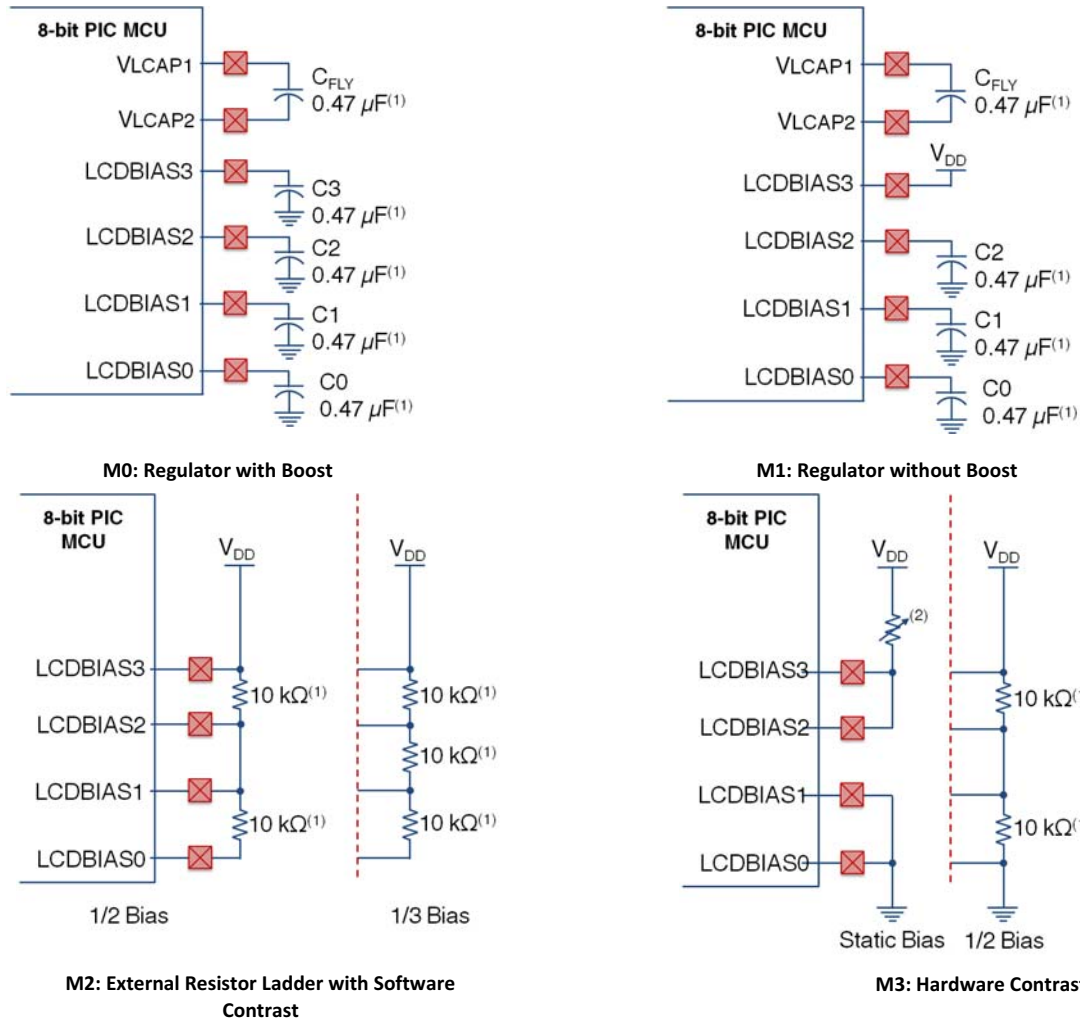 8-bit PIC MCU
VLCAP1
CFLY
0.47 µF(1)
VLCAP2
LCDBIAS3
C3
0.47 µF(1)
LCDBIAS2
C2
0.47 µF(1)
LCDBIAS1
C1
0.47 µF(1)
LCDBIAS0
C0
0.47 µF(1)
M0: Regulator with Boost
8-bit PIC MCU
VLCAP1
CFLY
0.47 µF(1)
VLCAP2
VDD
LCDBIAS3
LCDBIAS2
C2
0.47 µF(1)
LCDBIAS1
C1
0.47 µF(1)
LCDBIAS0
C0
0.47 µF(1)
M1: Regulator without Boost
8-bit PIC
MCU
VDD
VDD
LCDBIAS3
10 kΩ(1)
10 kΩ(1)
LCDBIAS2
10 kΩ(1)
LCDBIAS1
10 kΩ(1)
10 kΩ(1)
LCDBIAS0
1/2 Bias
1/3 Bias
M2: External Resistor Ladder with Software
Contrast
8-bit PIC
MCU
VDD
VDD
(2)
LCDBIAS3
10 kΩ(1
LCDBIAS2
LCDBIAS1
10 kΩ(1
LCDBIAS0
Static Bias
1/2 Bias
M3: Hardware Contrast